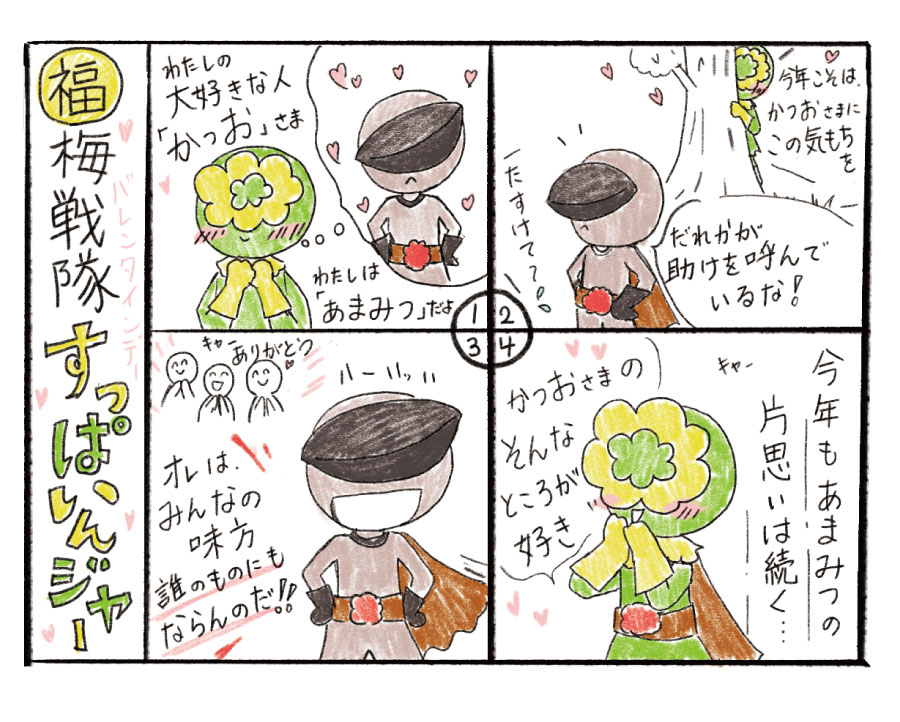 福
梅戦隊
すっぱいんジャー
バレンタインデー
わたしの
大好きな人
「かつお」さま
わたしは
「あまみつ」だよ
1
2
3
4
今年こそは、
かつおさまに
この気もちを
たすけて〜
だれかが
助けを呼んで
いるな!
キャー
ありがとう
ハーハッハ
オレは、
みんなの
味方
誰のものにも
ならんのだ!!
かつおさまの
そんな
ところが
好き
キャー
今年もあまみつの
片思いは続く…